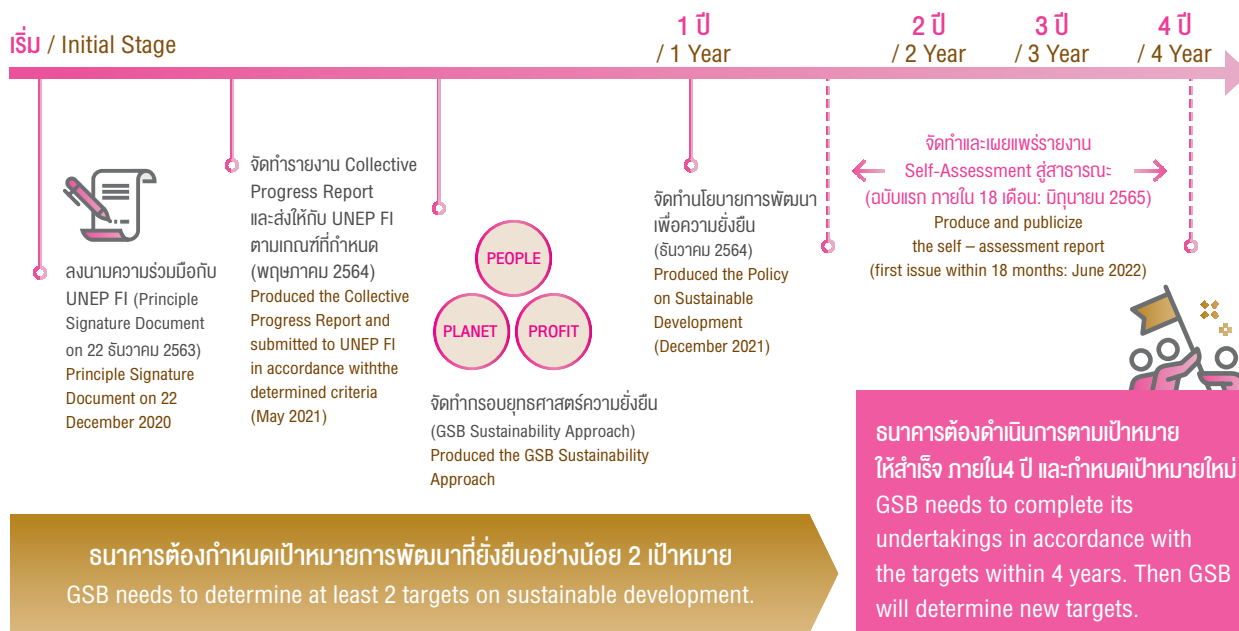 เริ่ม / Initial Stage
1 ปี
/ 1 Year
2 ปี
/ 2 Year
3 ปี
/ 3 Year
4 ปี
/ 4 Year
ลงนามความร่วมมือกับ
UNEP FI (Principle
Signature Document
on 22 ธันวาคม 2563)
Principle Signature
Document on 22
December 2020
จัดทำรายงาน Collective
Progress Report
และส่งให้กับ UNEP FI
ตามเกณฑ์ที่กำหนด
(พฤษภาคม 2564)
Produced the Collective
Progress Report and
submitted to UNEP FI
in accordance withthe
determined criteria
(May 2021)
PEOPLE
PLANET
PROFIT
จัดทำกรอบยุทธศาสตร์ความยั่งยืน
(GSB Sustainability Approach)
Produced the GSB Sustainability
Approach
จัดทำนโยบายการพัฒนา
เพื่อความยั่งยืน
(ธันวาคม 2564)
Produced the Policy
on Sustainable
Development
(December 2021)
จัดทำและเผยแพร่รายงาน
Self-Assessment สู่สาธารณะ
(ฉบับแรก ภายใน 18 เดือน: มิถุนายน 2565)
Produce and publicize
the self – assessment report
(first issue within 18 months: June 2022)
ธนาคารต้องกำหนดเป้าหมายการพัฒนาที่ยั่งยืนอย่างน้อย 2 เป้าหมาย
GSB needs to determine at least 2 targets on sustainable development.
ธนาคารต้องดำเนินการตามเป้าหมาย
ให้สำเร็จ ภายใน4 ปี และกำหนดเป้าหมายใหม่
GSB needs to complete its
undertakings in accordance with
the targets within 4 years. Then GSB
will determine new targets.